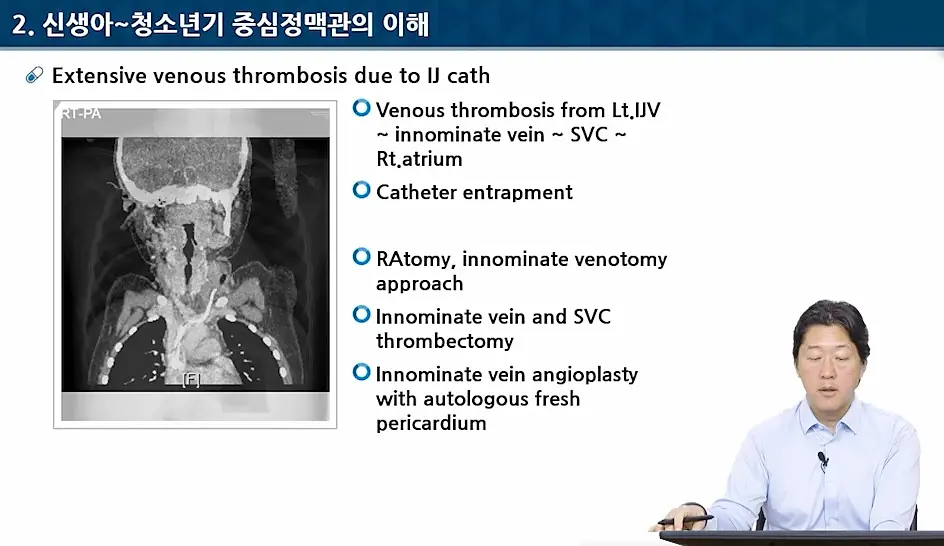 2. 신생아~청소년기 중심정맥관의 이해
Extensive venous thrombosis due to IJ cath
RT-PA
[F]
Venous thrombosis from Lt.IJV
~ innominate vein ~ SVC ~
Rt.atrium
Catheter entrapment
RAtomy, innominate venotomy
approach
Innominate vein and SVC
thrombectomy
Innominate vein angioplasty
with autologous fresh
pericardium